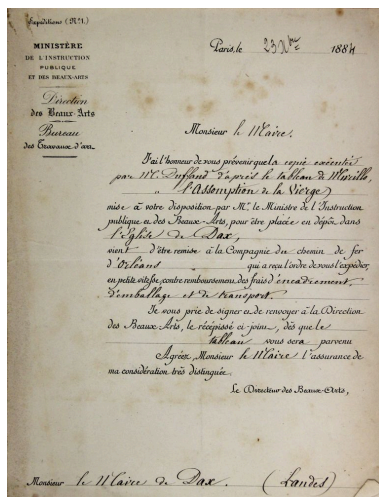 Expéditions (N°1.)
MINISTÈRE
DE L'INSTRUCTION
PUBLIQUE
ET DES BEAUX-ARTS
Direction
des Beaux-Arts
Bureau
des Travaux d'art
Paris, le 23 Xbre 1884
Monsieur le Maire,
J'ai l'honneur de vous prévenir que la copie exécutée
par M. Duffaud d'après le tableau de Murillo,
" l'Assomption de la Vierge)
mise à votre disposition par Mr. le Ministre de l'Instruction
publique et des Beaux-Arts, pour être placée en dépôt dans
l'Eglise de Dax,
vient d'être remise à la Compagnie du chemin de fer
d'Orléans qui a reçu l'ordre de vous l'expédier,
en petite vitesse, contre remboursement des frais d'encadrement
d'emballage et de transport.
Je vous prie de signer et de renvoyer à la Direction
des Beaux-Arts, le récépissé ci-joint, dès que le
tableau vous sera parvenu
Agréez, Monsieur le Maire l'assurance de
ma considération très distinguée.
Le Directeur des Beaux-Arts,
Monsieur le Maire de Dax. (Landes)